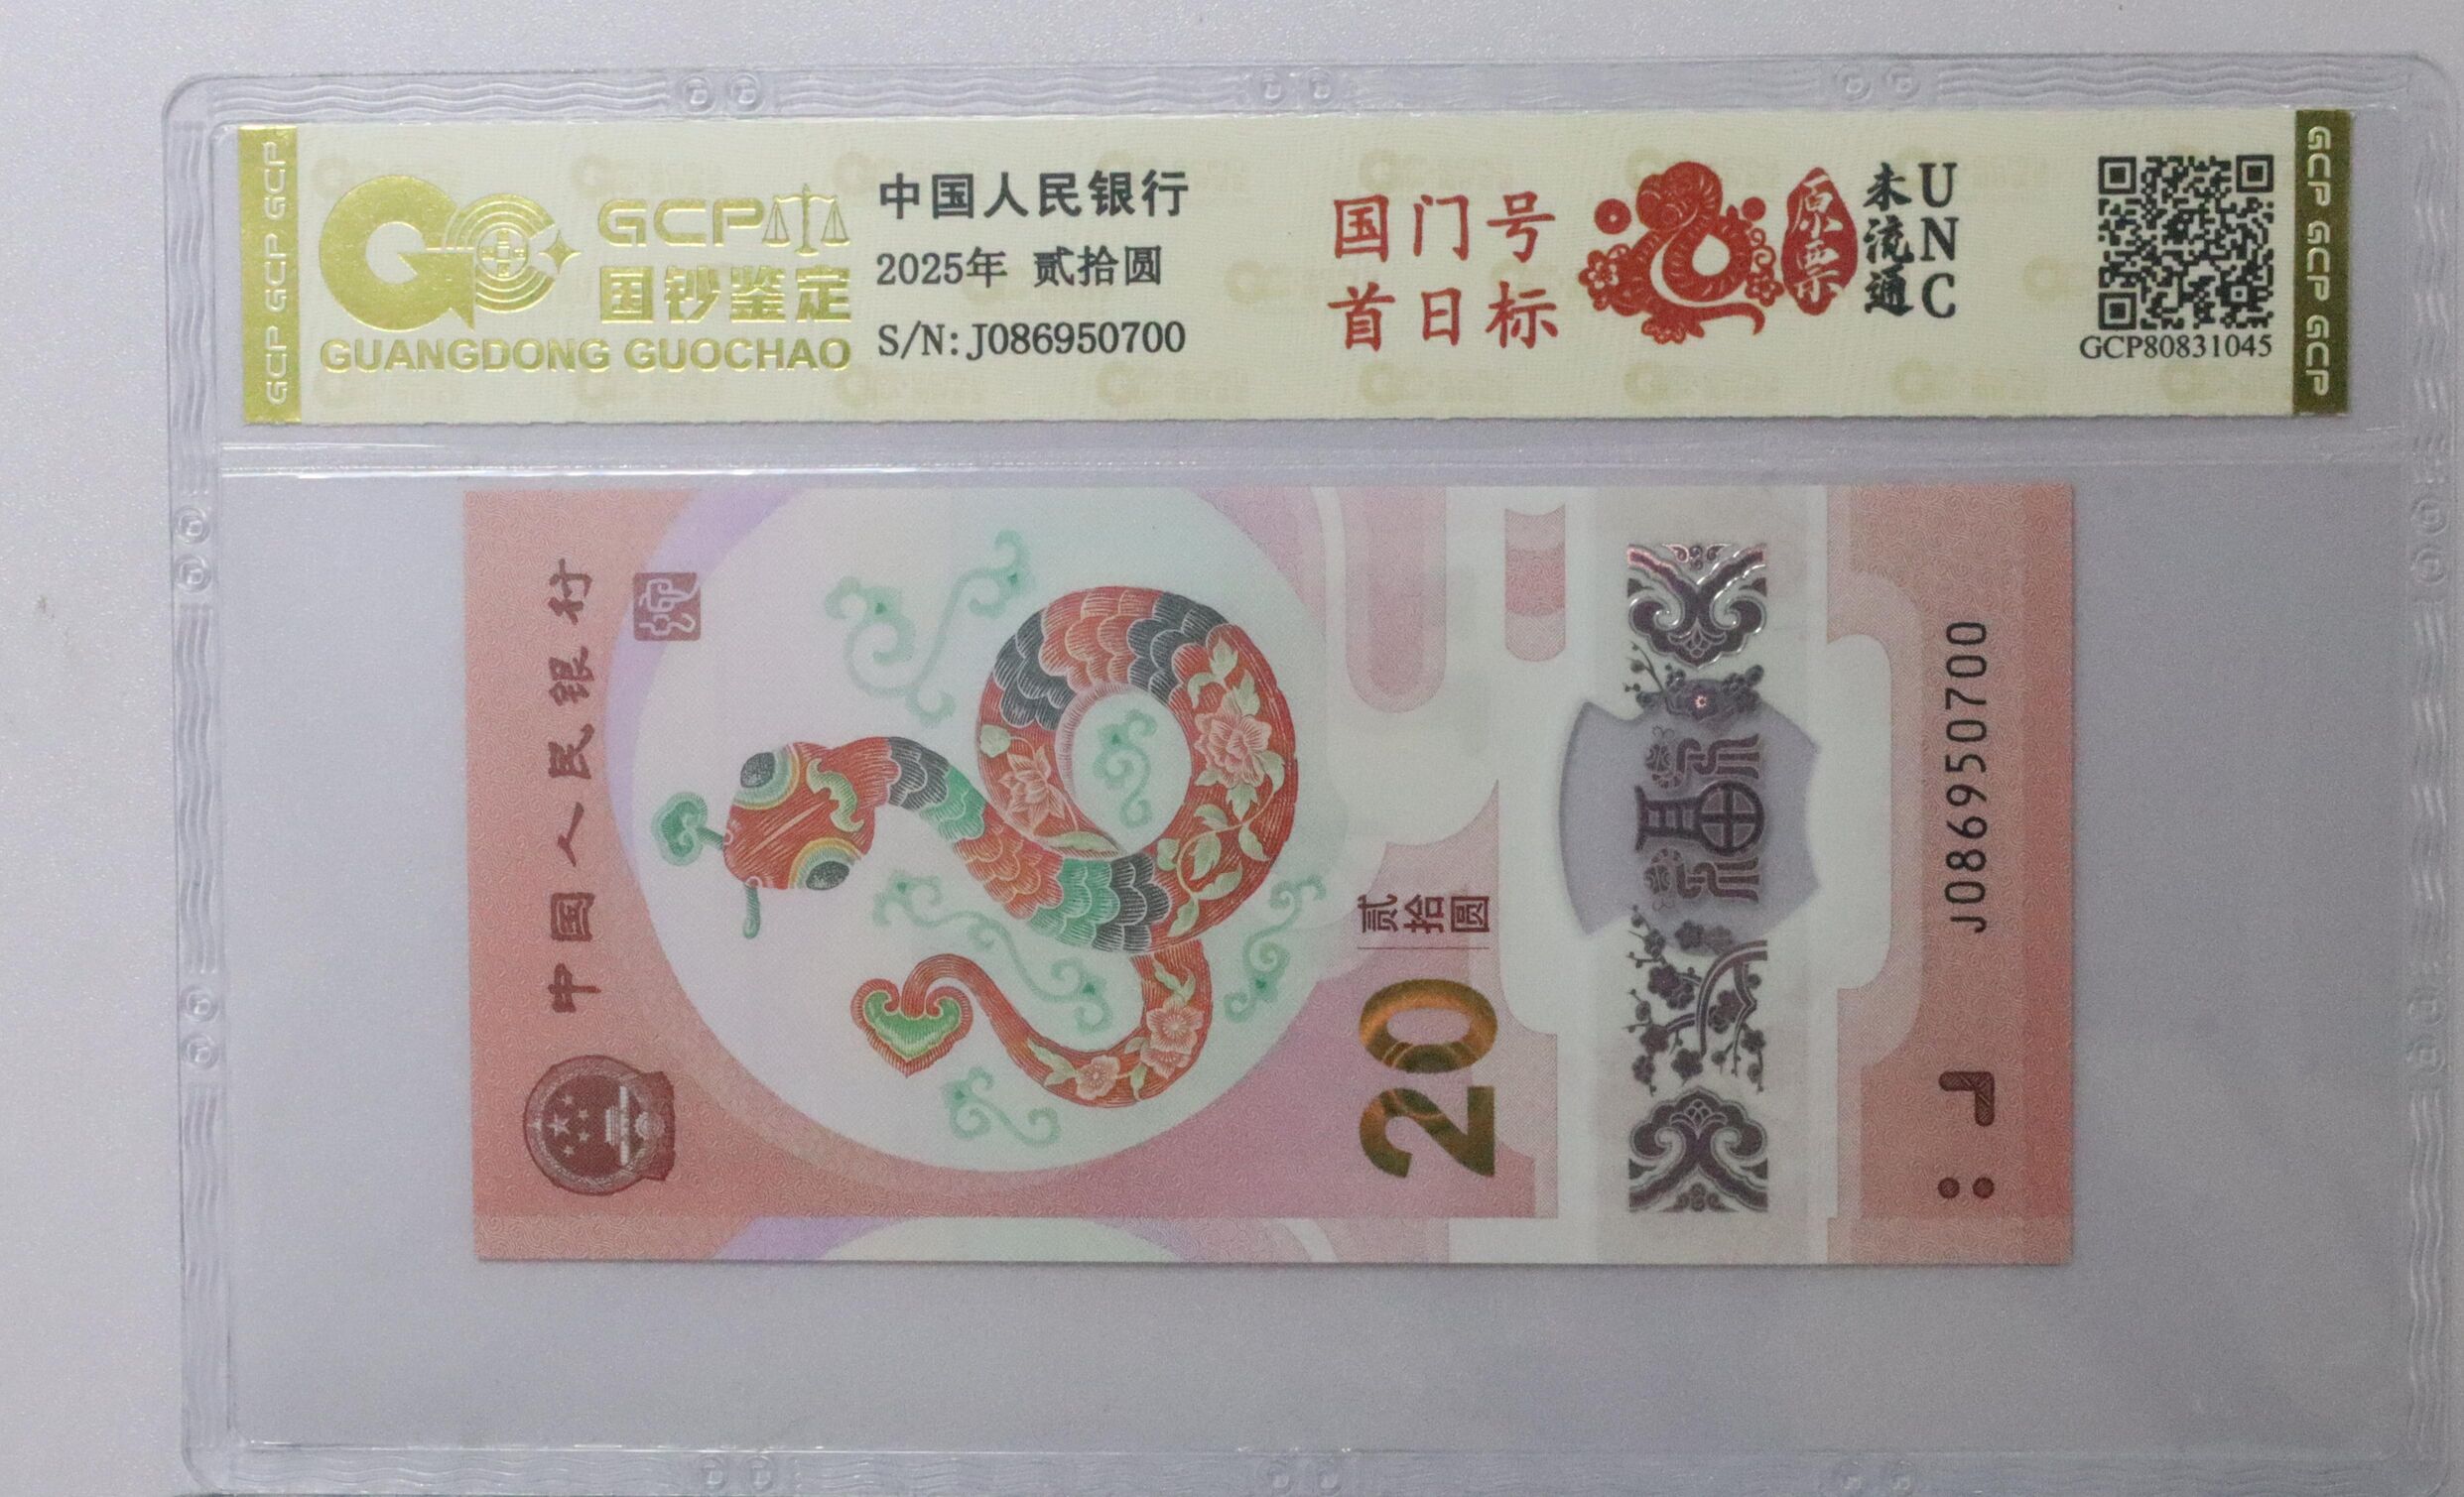 GCP GCP GCP
GCP
国钞鉴定
GUANGDONG GUOCHAO
中国人民银行
2025年 贰拾圆
S/N:J086950700
国门号
首日标
原票
未流通
UNC
GCP80831045
GCP GCP GCP
中国人民银行
20
贰拾圆
福
J086950700